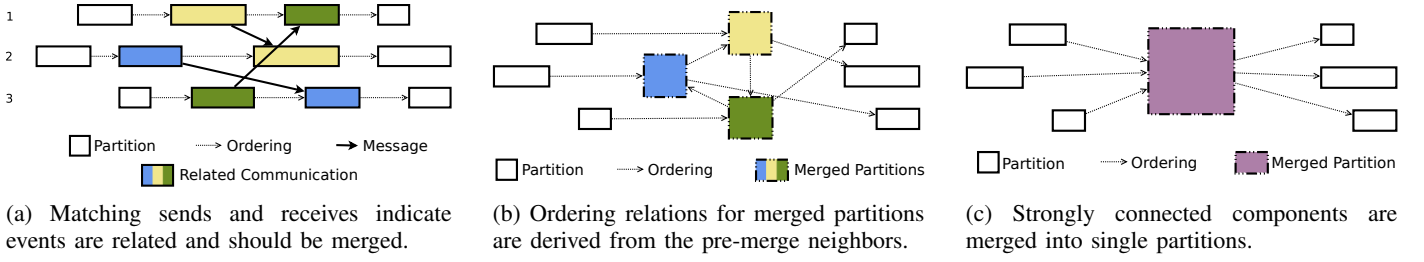 1
2
3
Partition
Ordering
Message
Related Communication
(a) Matching sends and receives indicate
events are related and should be merged.
Partition
Ordering
Merged Partitions
(b) Ordering relations for merged partitions
are derived from the pre-merge neighbors.
Partition
Ordering
Merged Partition
(c) Strongly connected components are
merged into single partitions.